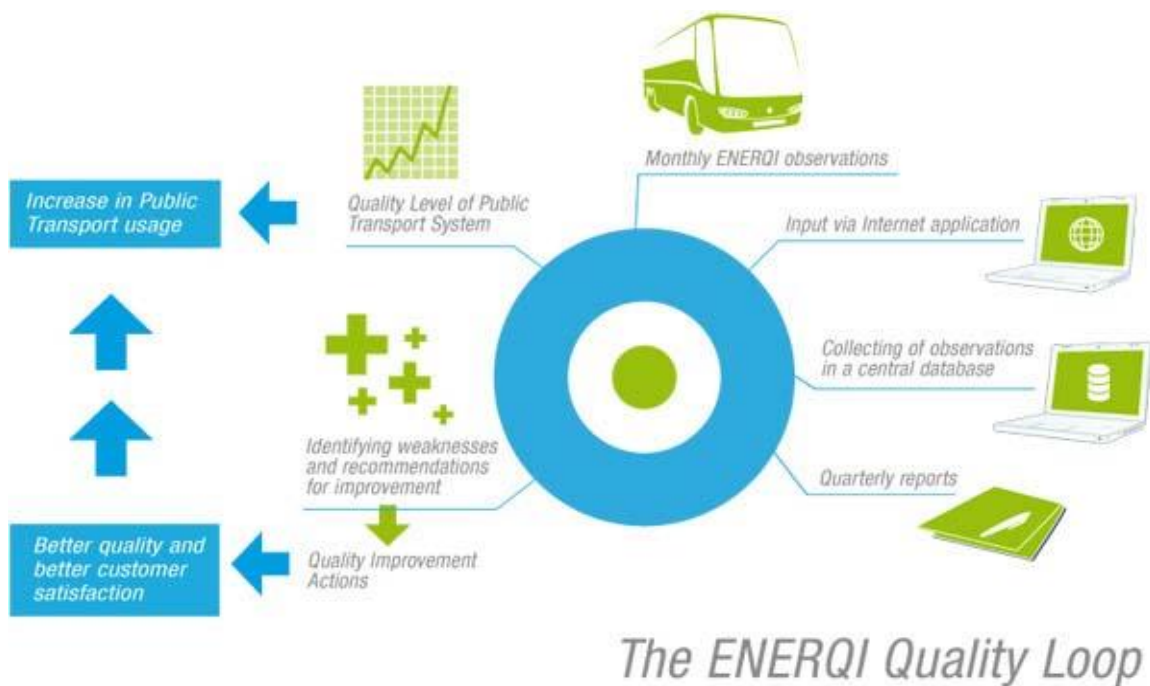 Monthly ENERQI observations
Input via Internet application
Collecting of observations
in a central database
Quarterly reports
Identifying weaknesses
and recommendations
for improvement
Quality Improvement
Actions
Better quality and
better customer
satisfaction
Quality Level of Public
Transport System
Increase in Public
Transport usage
The ENERQI Quality Loop